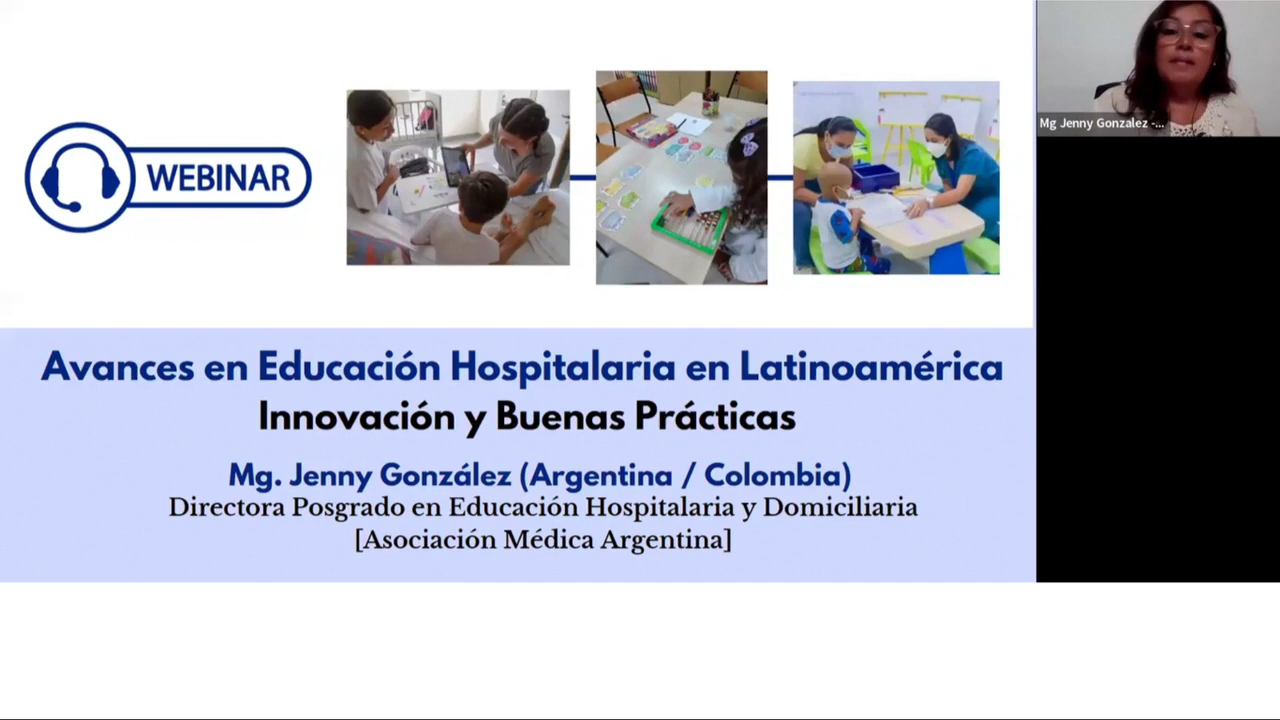 WEBINAR
Mg Jenny Gonzalez -...
Avances en Educación Hospitalaria en Latinoamérica
Innovación y Buenas Prácticas
Mg. Jenny González (Argentina / Colombia)
Directora Posgrado en Educación Hospitalaria y Domiciliaria
[Asociación Médica Argentina]